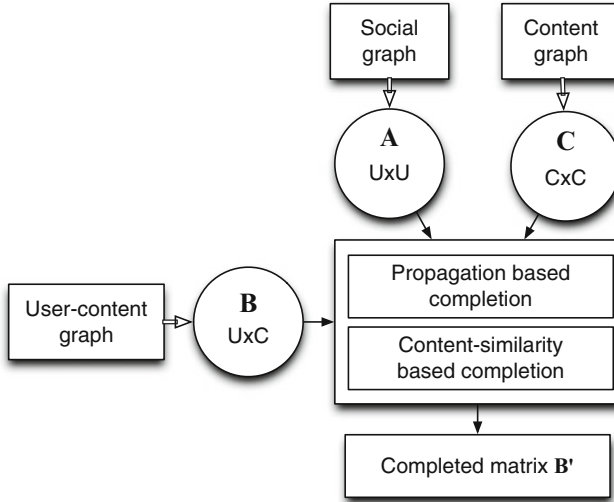 Social
graph
Content
graph
A
UxU
C
CxC
User-content
graph
B
UxC
Propagation based
completion
Content-similarity
based completion
Completed matrix B'